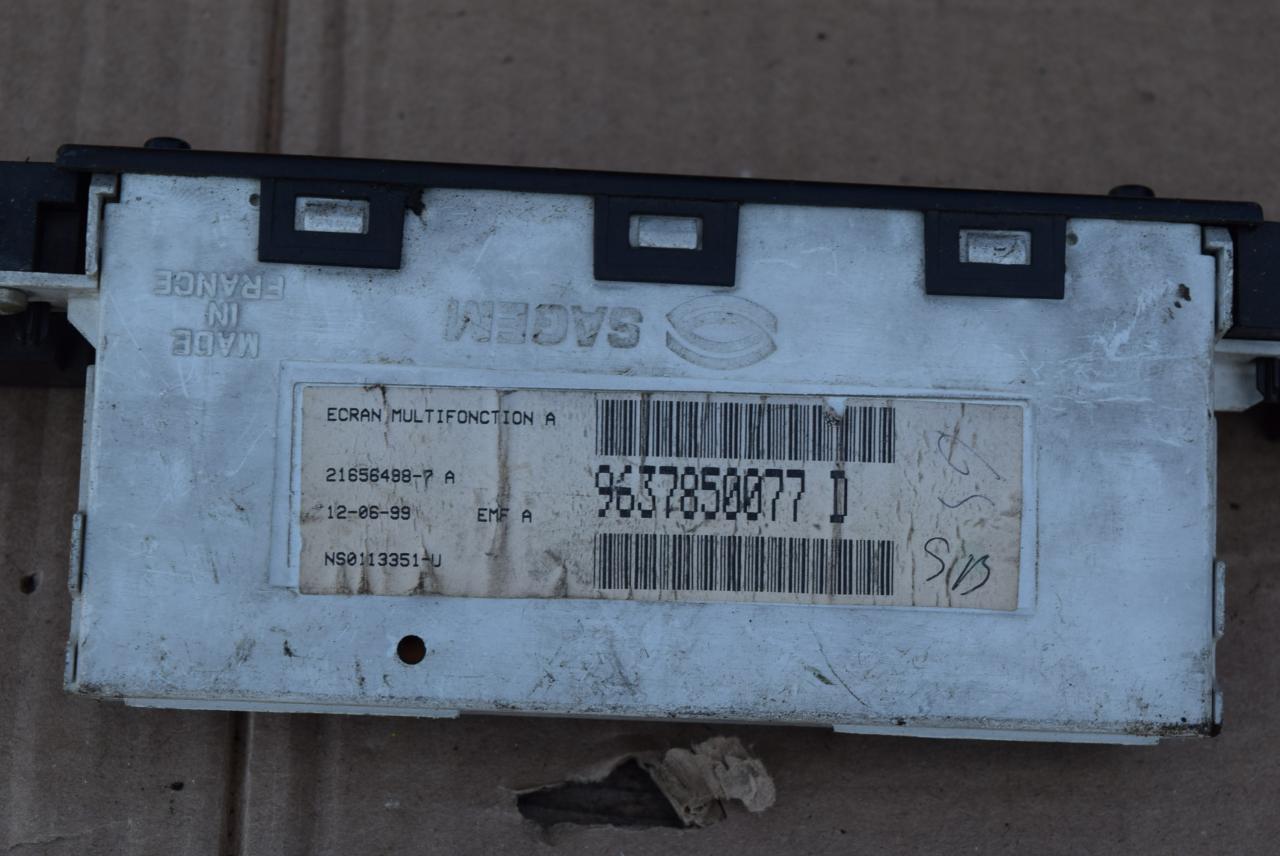 MADE
IN
FRANCE
SAGEM
ECRAN MULTIFONCTION A
21656488-7 A
12-06-99 EMF A
NS0113351-U
9637850077 D